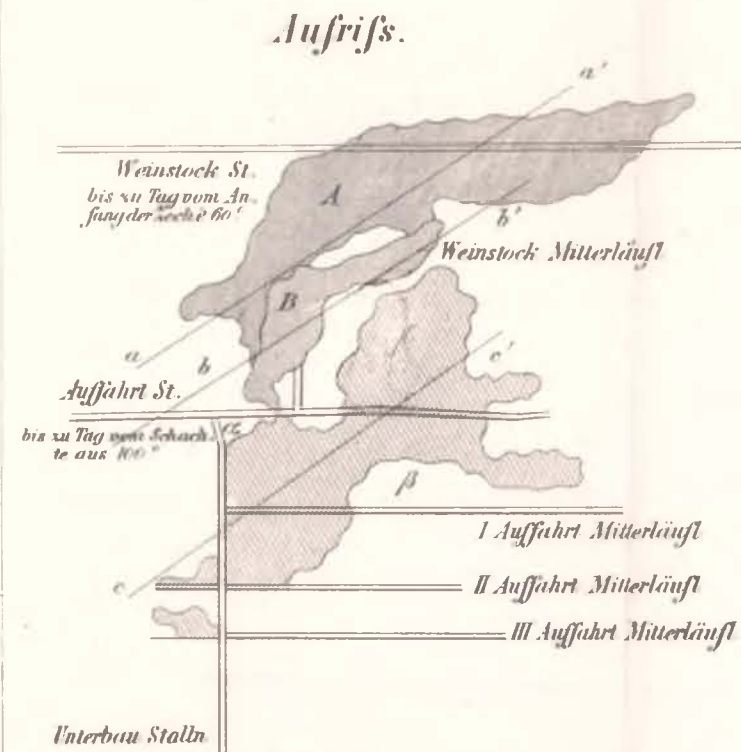 Aufriſs.
a'
Weinstock St.
bis zu Tag vom An-
fang der Zeche 60°
A
b'
Weinstock Mitterläufl
B
a
b
c'
Auffahrt St.
bis zu Tag vom Schach-
te aus 100°
α
β
I Auffahrt Mitterläufl
c
II Auffahrt Mitterläufl
III Auffahrt Mitterläufl
Unterbau Stalln